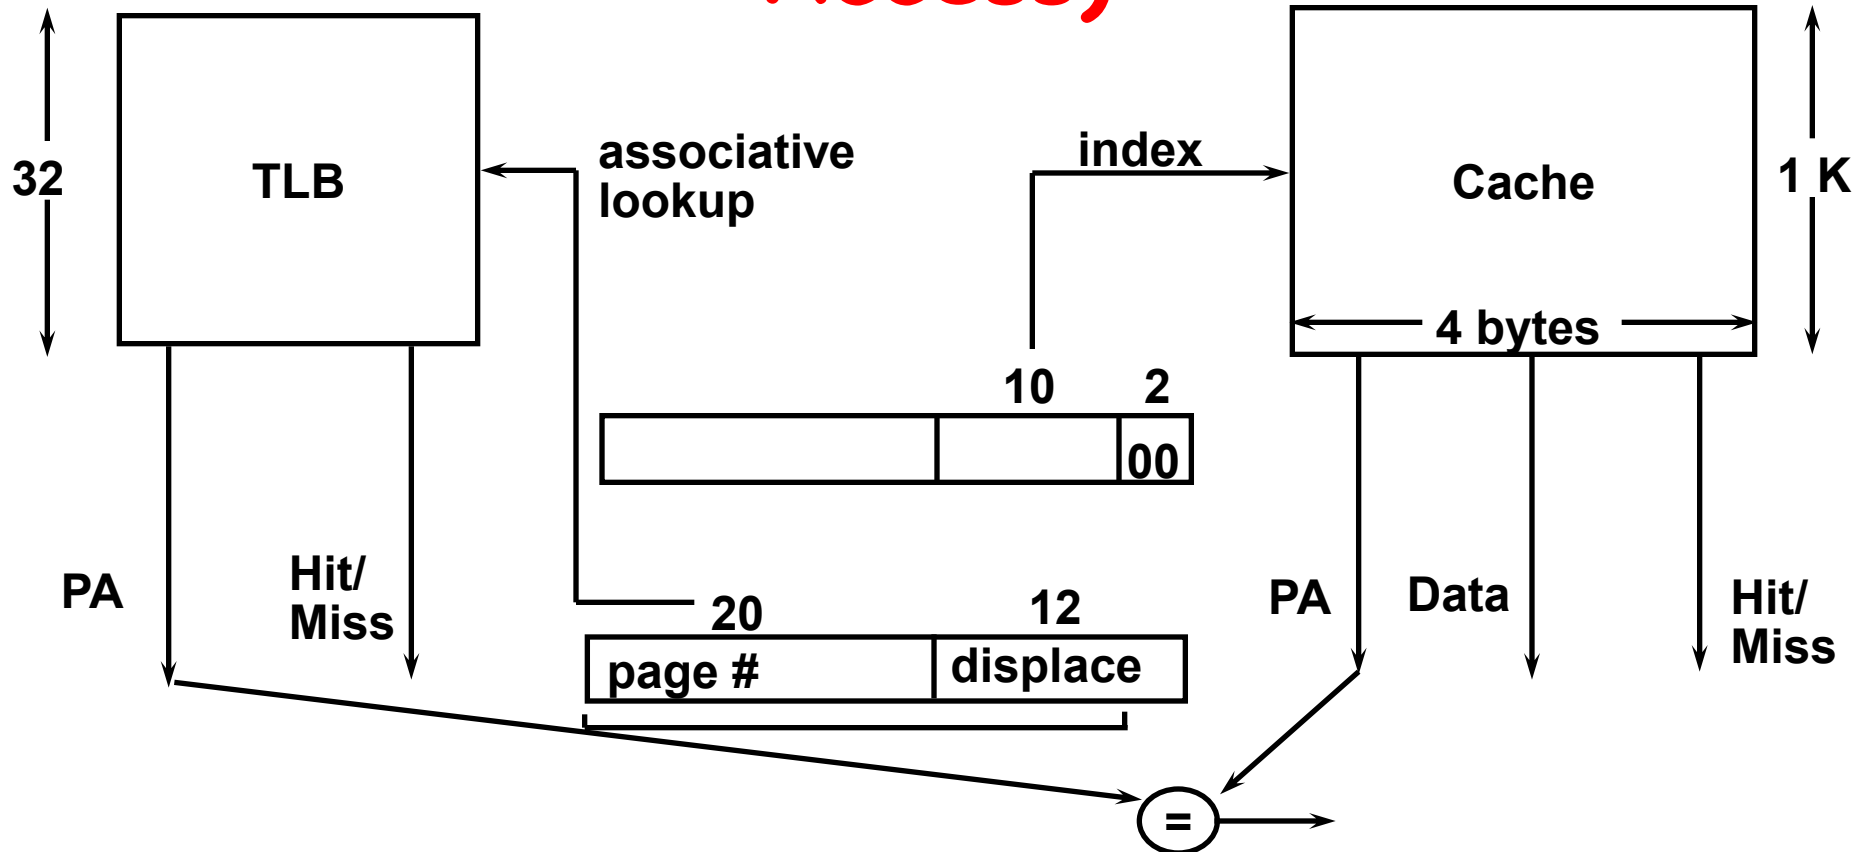 Access)
32
TLB
associative
lookup
index
Cache
1 K
4 bytes
10 2
00
PA
Hit/
Miss
20 12
page # displace
PA
Data
Hit/
Miss
=